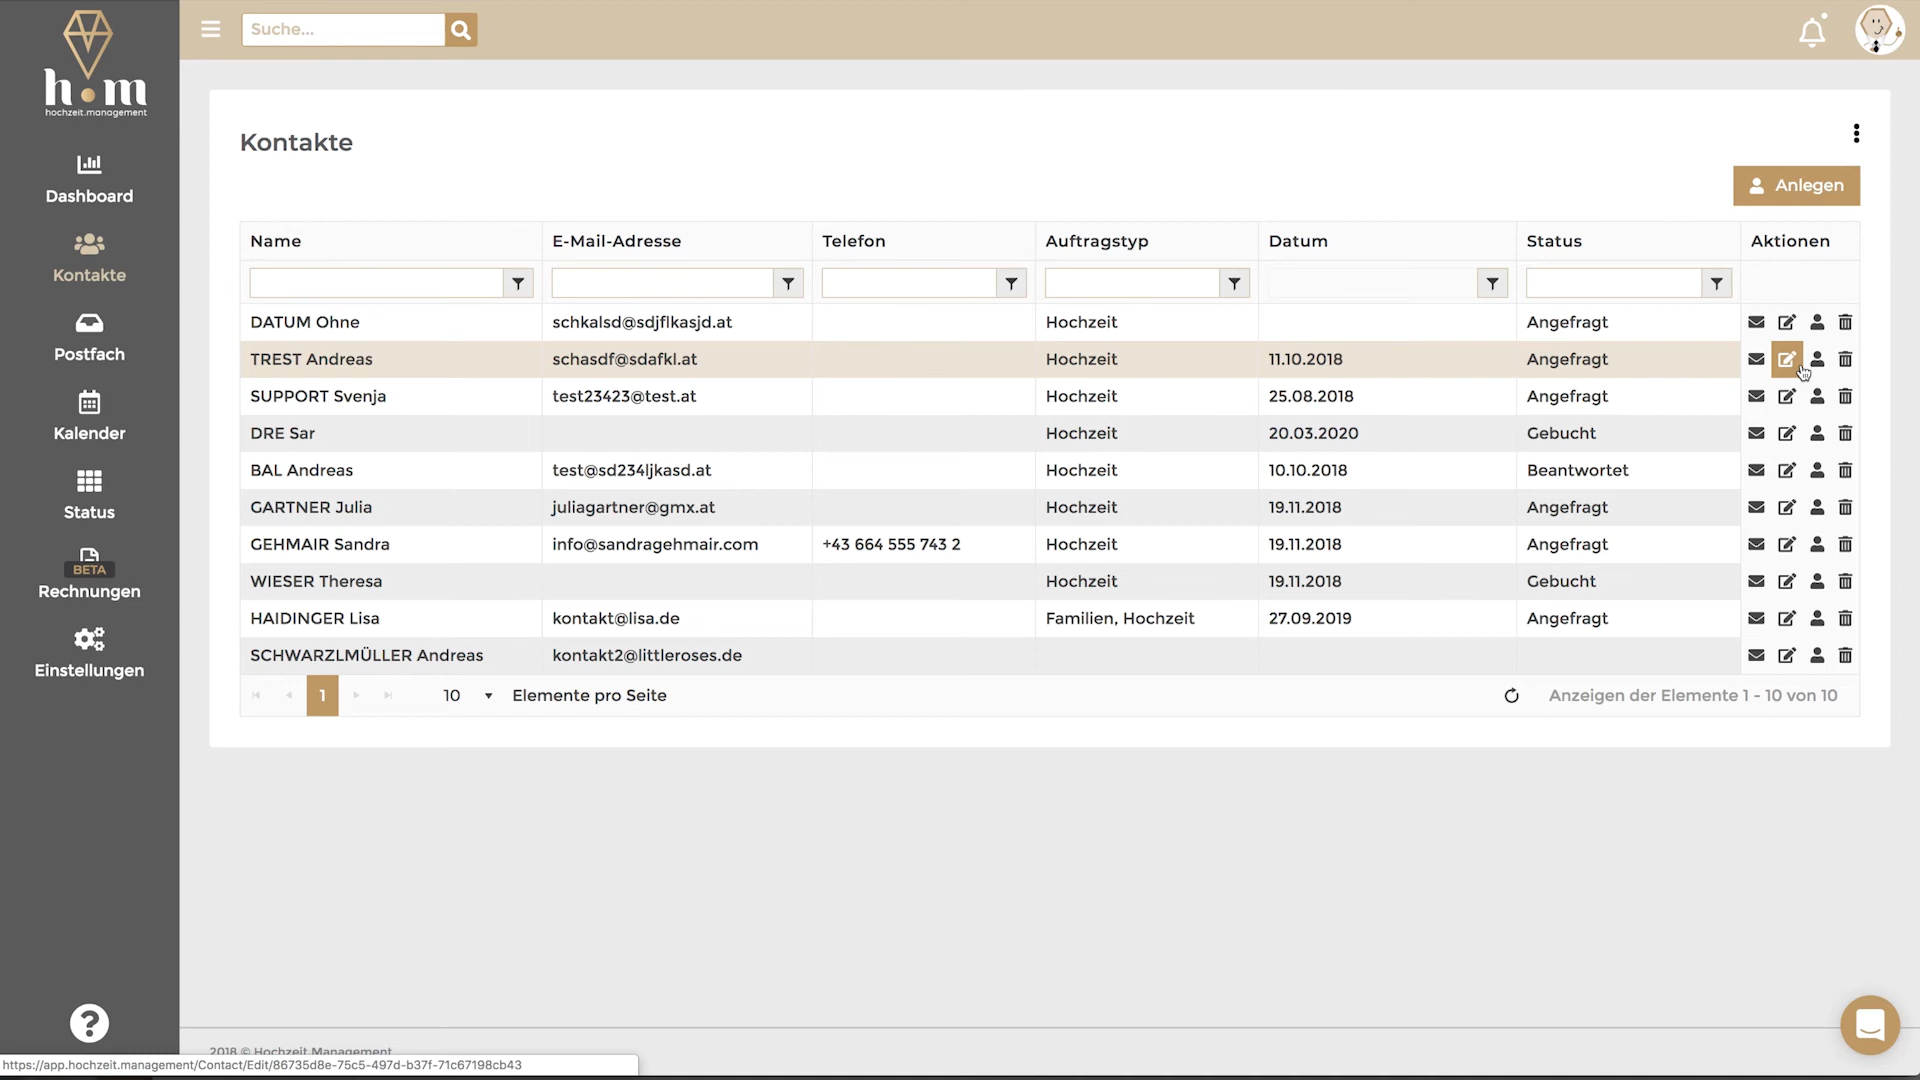 h.m
hochzeit.management
Suche...
Dashboard
Kontakte
Postfach
Kalender
Status
BETA
Rechnungen
Einstellungen
Kontakte
Anlegen
Name E-Mail-Adresse Telefon Auftragstyp Datum Status Aktionen
DATUM Ohne schkalsd@sdjflkasjd.at Hochzeit Angefragt
TREST Andreas schasdf@sdafkl.at Hochzeit 11.10.2018 Angefragt
SUPPORT Svenja test23423@test.at Hochzeit 25.08.2018 Angefragt
DRE Sar Hochzeit 20.03.2020 Gebucht
BAL Andreas test@sd234ljkasd.at Hochzeit 10.10.2018 Beantwortet
GARTNER Julia juliagartner@gmx.at Hochzeit 19.11.2018 Angefragt
GEHMAIR Sandra info@sandragehmair.com +43 664 555 743 2 Hochzeit 19.11.2018 Angefragt
WIESER Theresa Hochzeit 19.11.2018 Gebucht
HAIDINGER Lisa kontakt@lisa.de Familien, Hochzeit 27.09.2019 Angefragt
SCHWARZLMÜLLER Andreas kontakt2@littleroses.de
1 10 Elemente pro Seite Anzeigen der Elemente 1 - 10 von 10
?
2018 © Hochzeit Management
https://app.hochzeit.management/Contact/Edit/86735d8e-75c5-497d-b37f-71c67198cb43